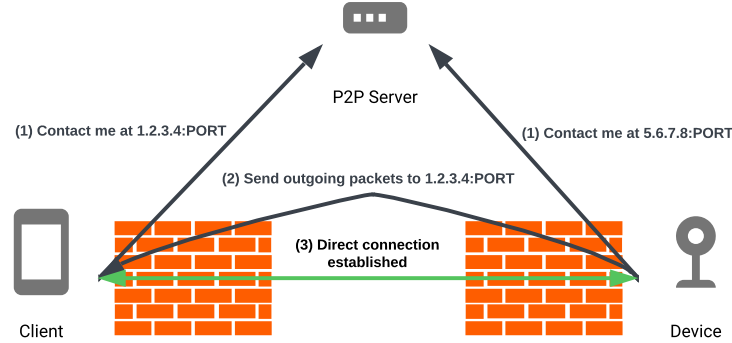 P2P Server
(1) Contact me at 1.2.3.4:PORT
(1) Contact me at 5.6.7.8:PORT
(2) Send outgoing packets to 1.2.3.4:PORT
(3) Direct connection
established
Client
Device